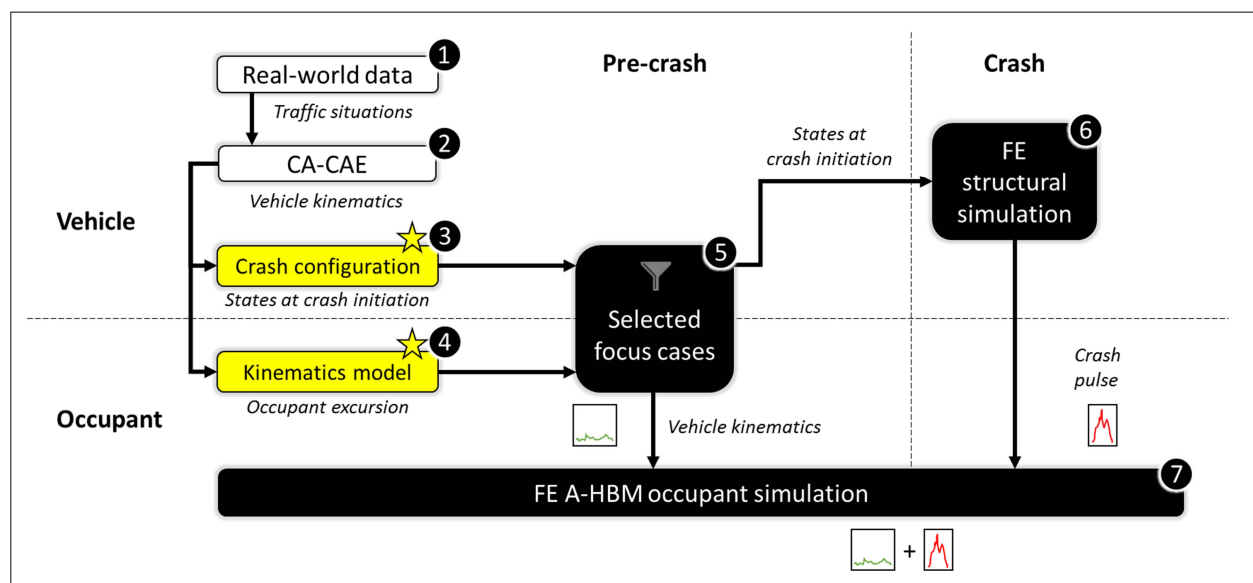 Pre-crash
Crash
Vehicle
Occupant
1
Real-world data
Traffic situations
2
CA-CAE
Vehicle kinematics
3
Crash configuration
States at crash initiation
4
Kinematics model
Occupant excursion
5
Selected
focus cases
States at
crash initiation
6
FE
structural
simulation
Vehicle kinematics
Crash
pulse
7
FE A-HBM occupant simulation
+